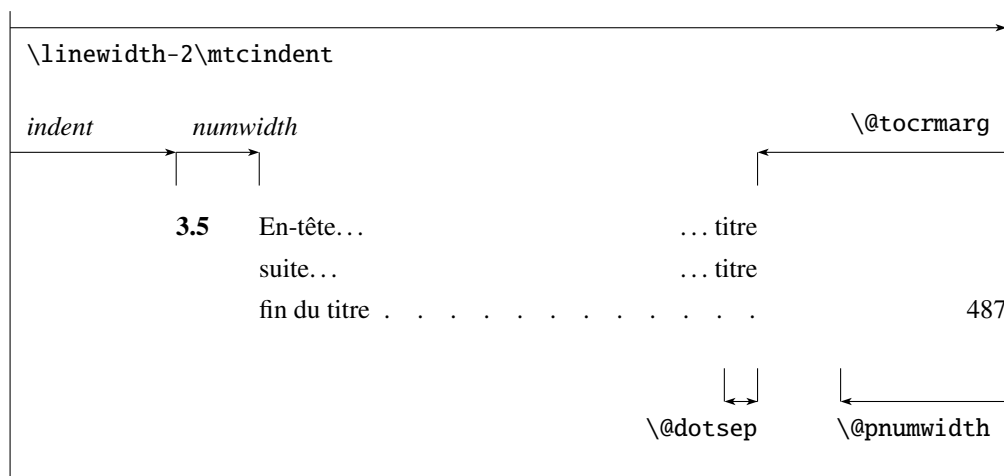 \linewidth-2\mtcindent
indent numwidth \@tocrmarg
3.5 En-tête... ... titre
suite... ... titre
fin du titre . . . . . . . . . . . . 487
\@dotsep \@pnumwidth